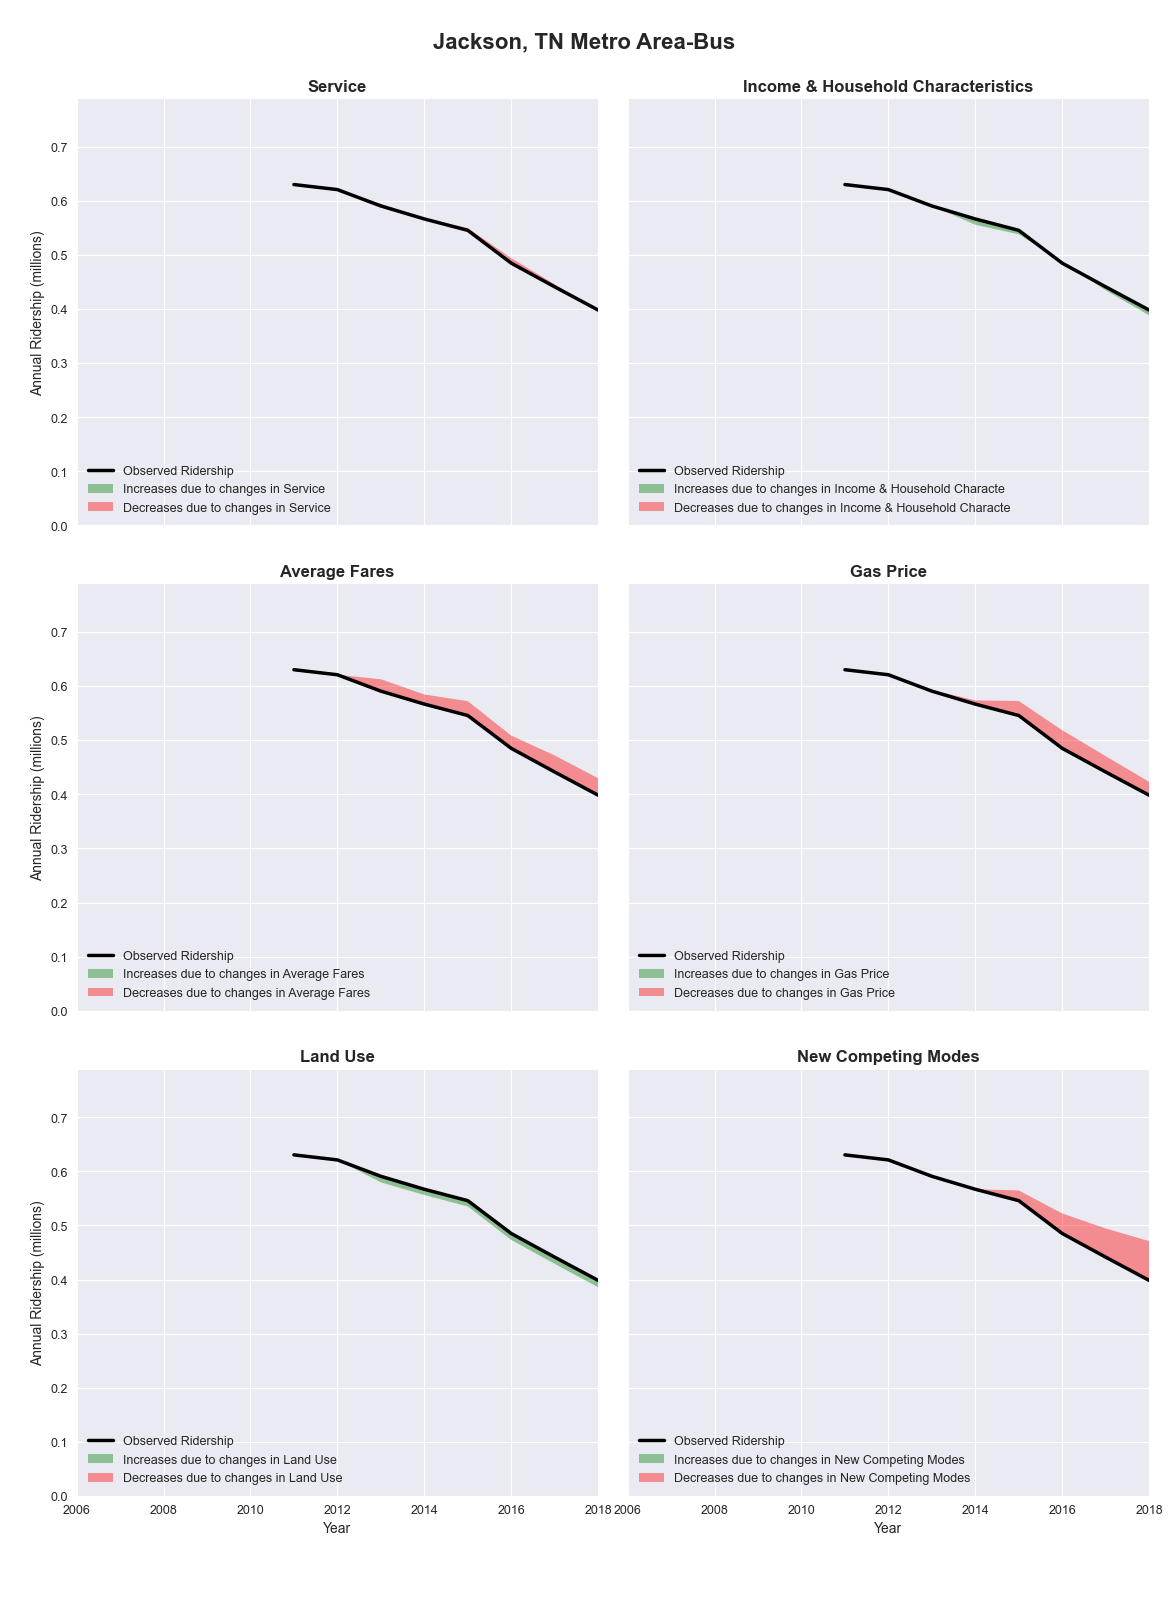 Jackson, TN Metro Area-Bus
Service
Annual Ridership (millions)
0.7
0.6
0.5
0.4
0.3
0.2
0.1
0.0
Observed Ridership
Increases due to changes in Service
Decreases due to changes in Service
Income & Household Characteristics
Observed Ridership
Increases due to changes in Income & Household Characte
Decreases due to changes in Income & Household Characte
Average Fares
Annual Ridership (millions)
0.7
0.6
0.5
0.4
0.3
0.2
0.1
0.0
Observed Ridership
Increases due to changes in Average Fares
Decreases due to changes in Average Fares
Gas Price
Observed Ridership
Increases due to changes in Gas Price
Decreases due to changes in Gas Price
Land Use
Annual Ridership (millions)
0.7
0.6
0.5
0.4
0.3
0.2
0.1
0.0
Observed Ridership
Increases due to changes in Land Use
Decreases due to changes in Land Use
2006 2008 2010 2012 2014 2016 2018
Year
New Competing Modes
Observed Ridership
Increases due to changes in New Competing Modes
Decreases due to changes in New Competing Modes
2006 2008 2010 2012 2014 2016 2018
Year